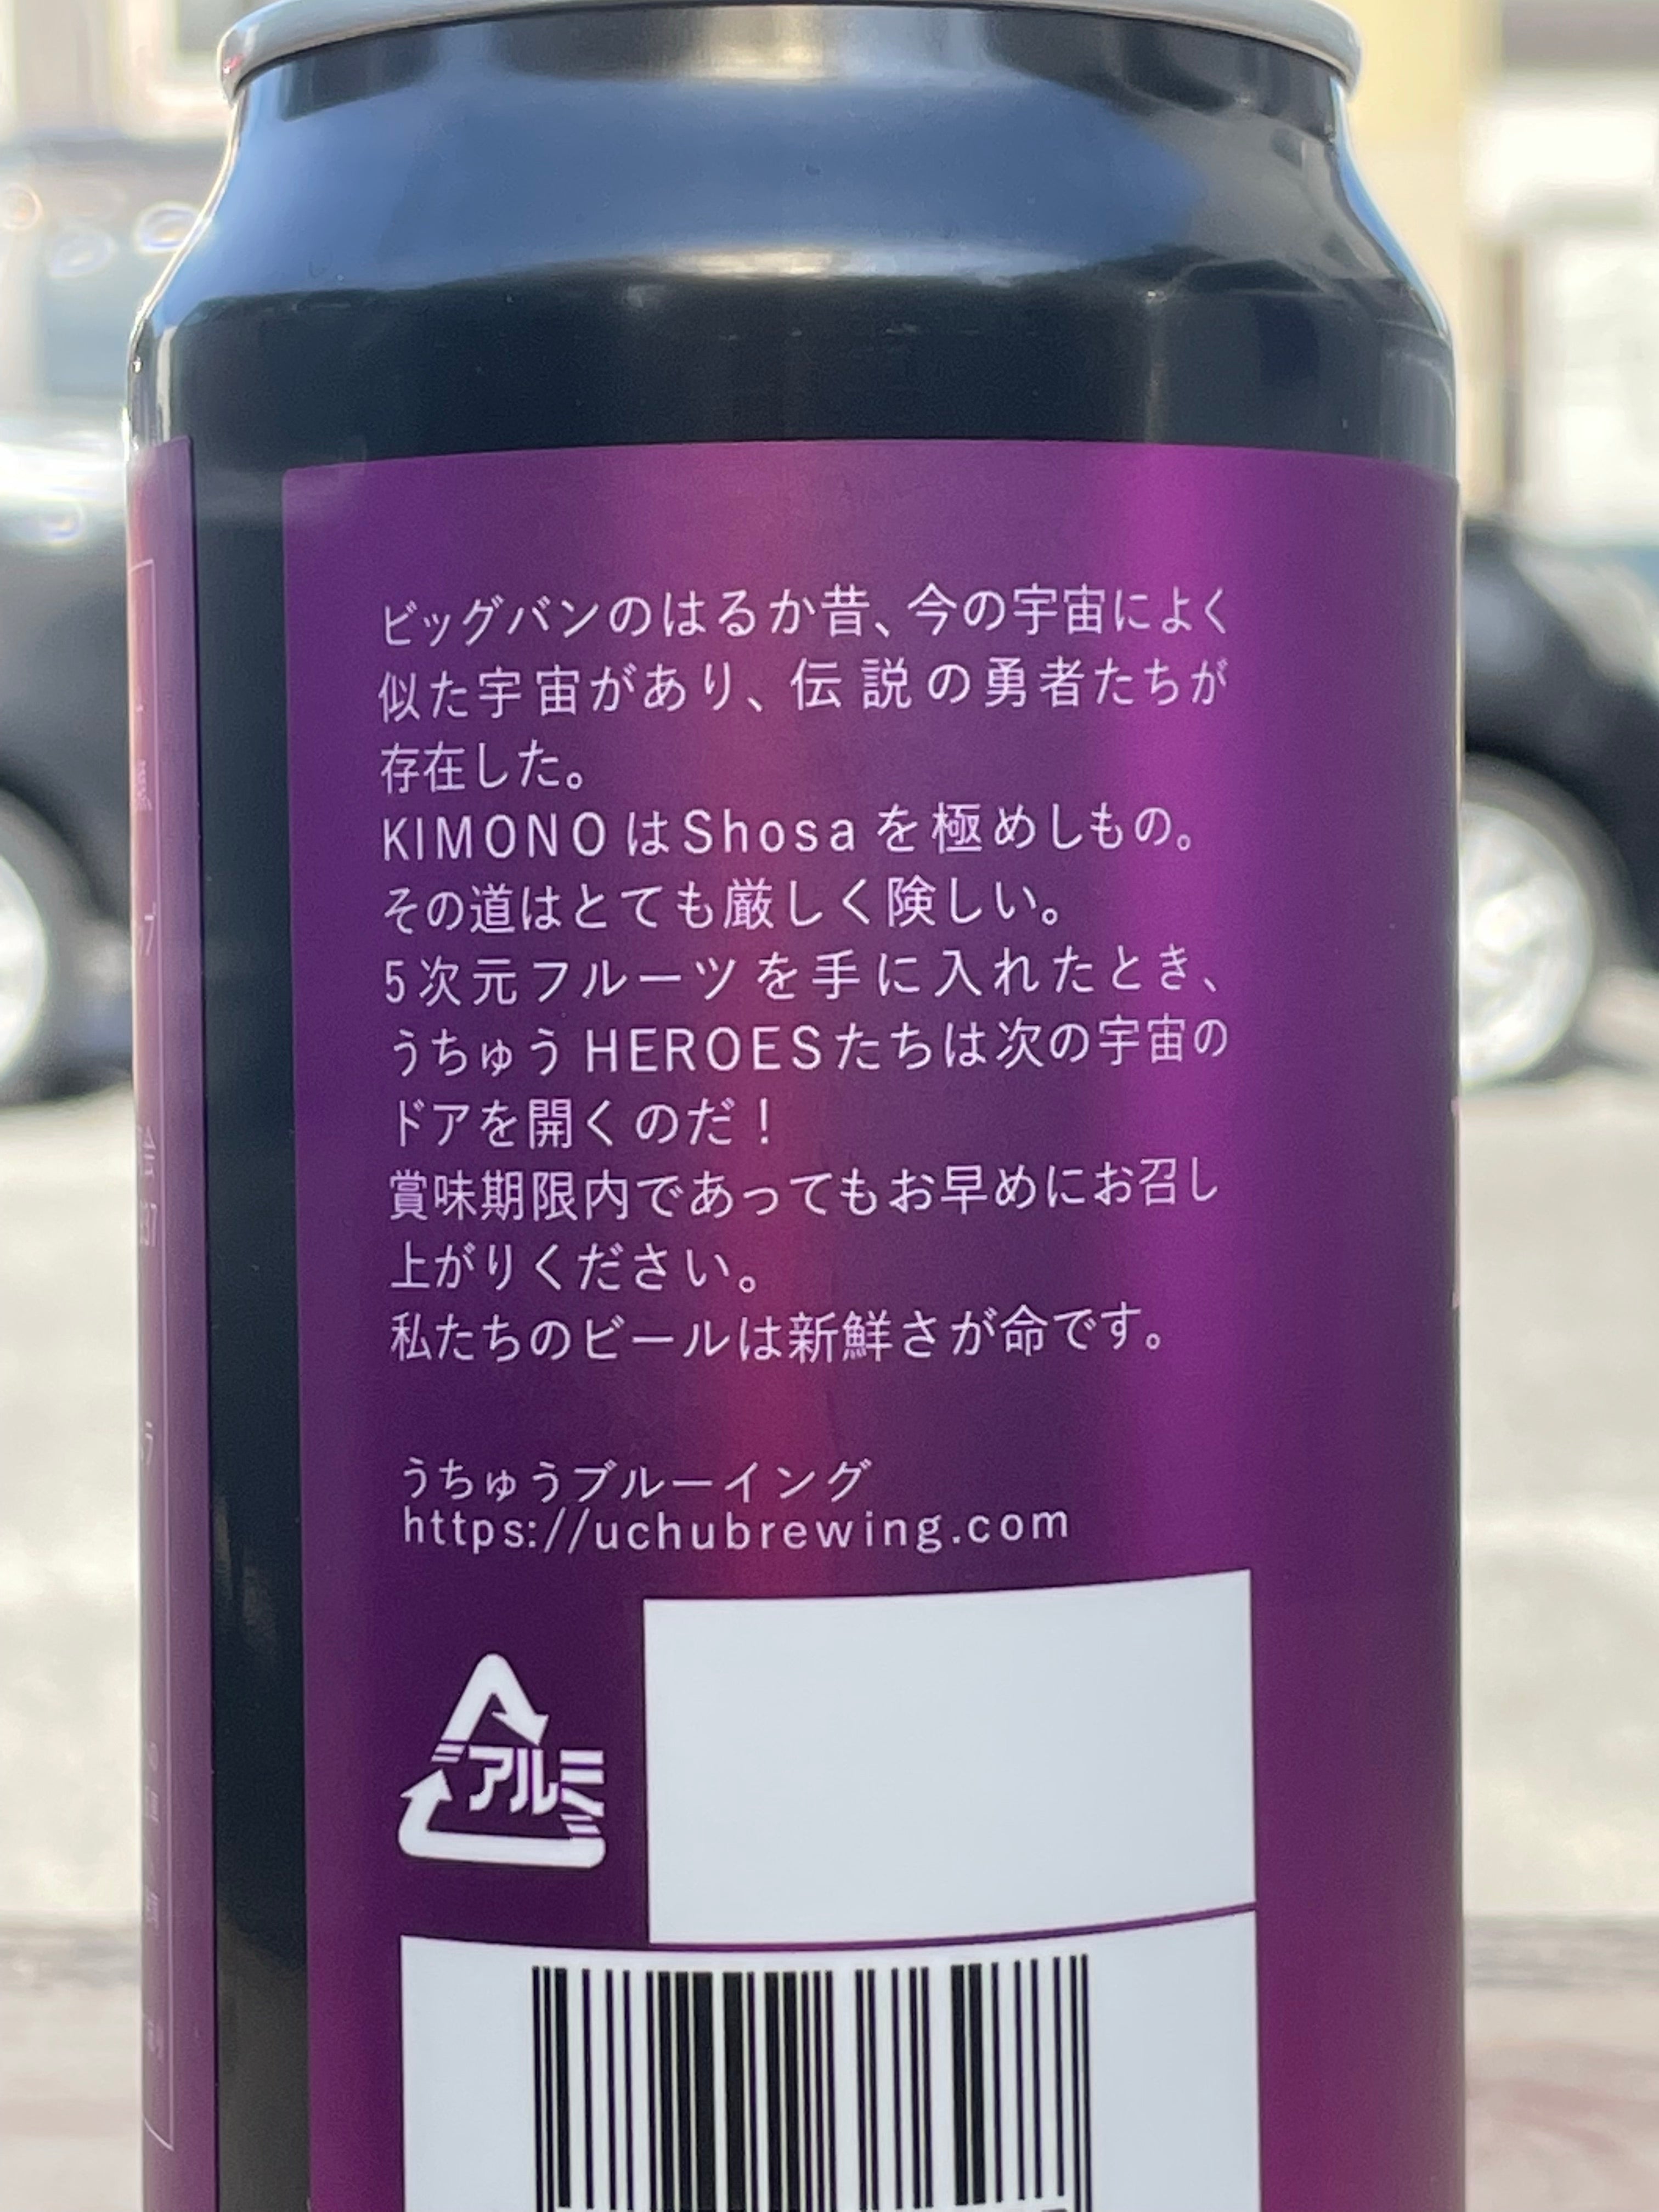 ビッグバンのはるか昔、今の宇宙によく
似た宇宙があり、伝説の勇者たちが
存在した。
KIMONOはShosaを極めしもの。
その道はとても厳しく険しい。
5次元フルーツを手に入れたとき、
うちゅうHEROESたちは次の宇宙の
ドアを開くのだ！
賞味期限内であってもお早めにお召し
上がりください。
私たちのビールは新鮮さが命です。
うちゅうブルーイング
https://uchubrewing.com
アルミ